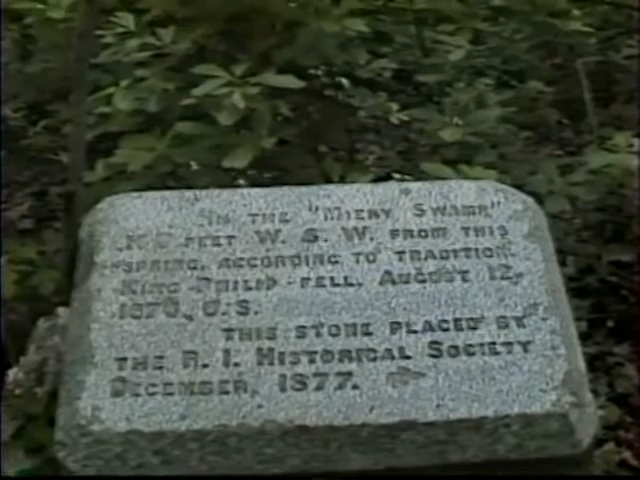 IN THE "MIERY SWAMP"
FEET W. S. W. FROM THIS
SPRING, ACCORDING TO TRADITION,
KING PHILIP FELL, AUGUST 12,
1676, O.S.
THIS STONE PLACED BY
THE R. I. HISTORICAL SOCIETY
DECEMBER, 1877.